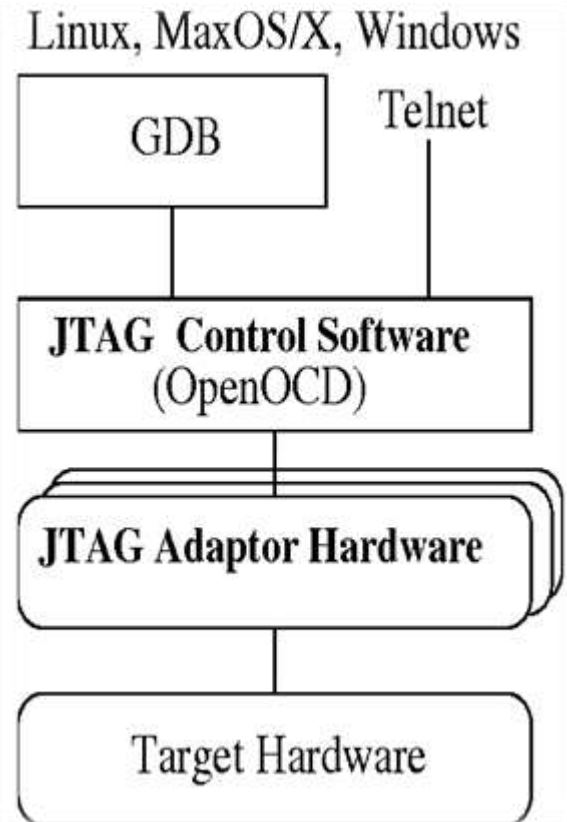 Linux, MaxOS/X, Windows
GDB
Telnet
JTAG Control Software
(OpenOCD)
JTAG Adaptor Hardware
Target Hardware